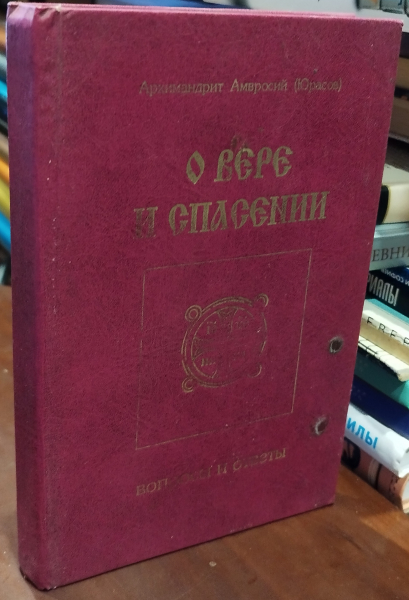 Архимандрит Амвросий (Юрасов)
О ВЕРЕ
И СПАСЕНИИ
ВОПРОСЫ И ОТВЕТЫ